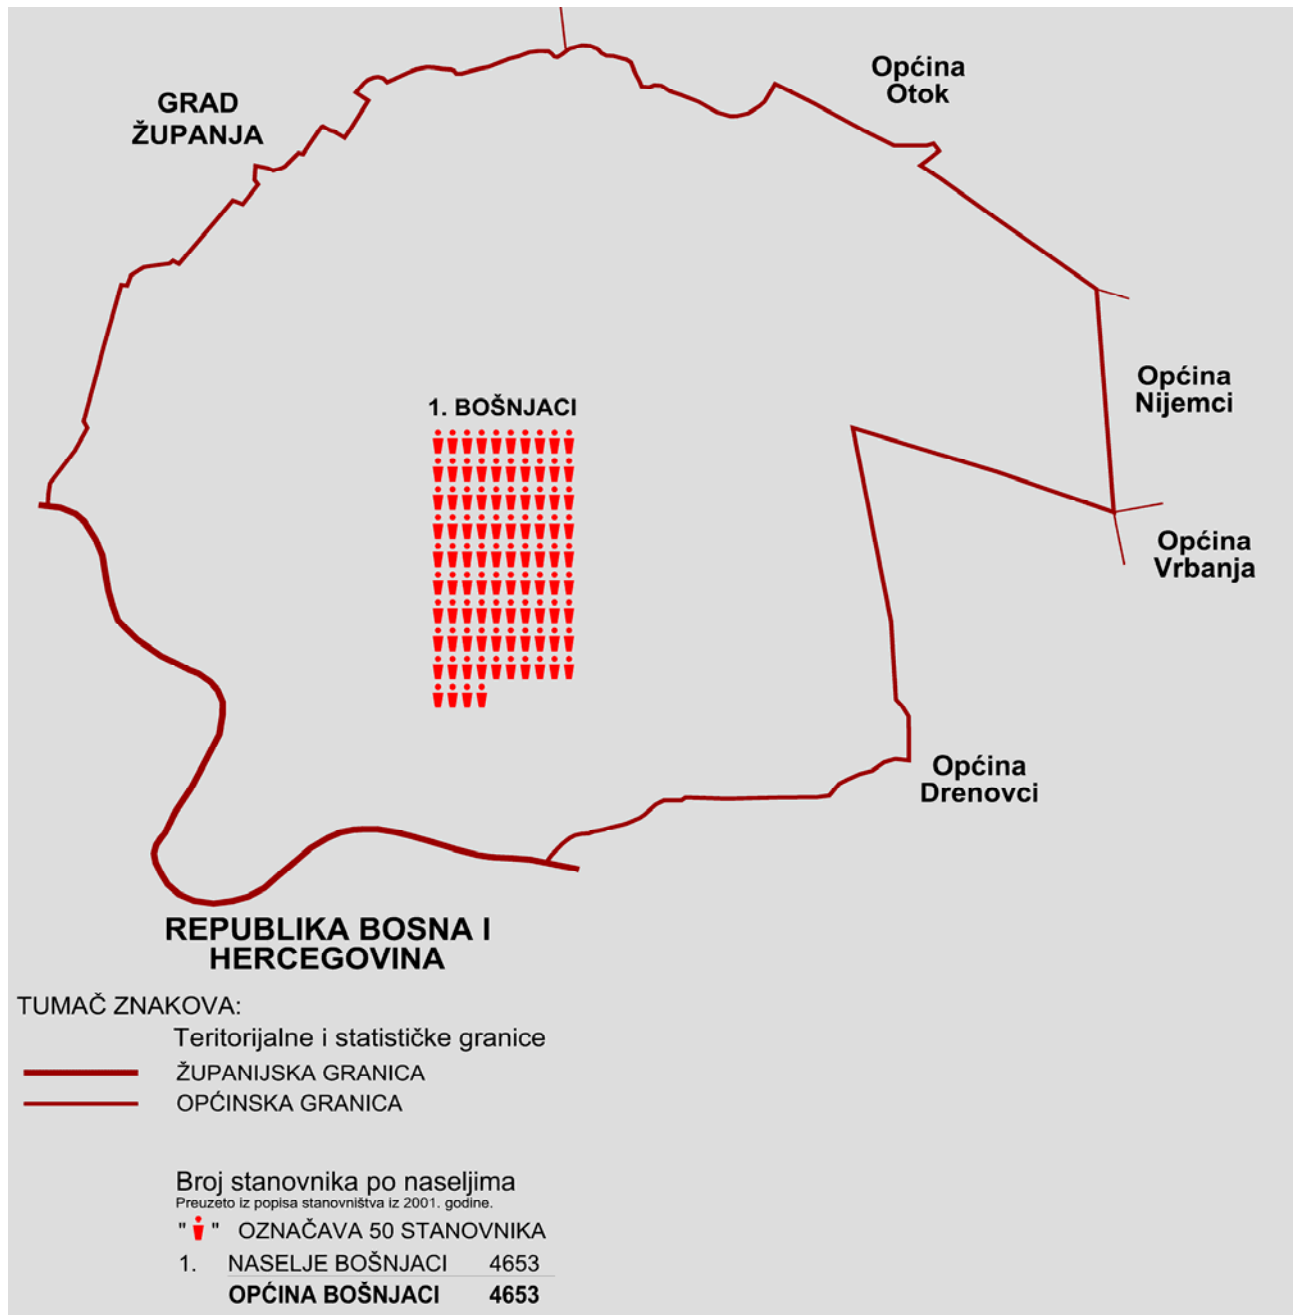 GRAD
ŽUPANJA
Općina
Otok
Općina
Nijemci
1. BOŠNJACI
Općina
Vrbanja
Općina
Drenovci
REPUBLIKA BOSNA I
HERCEGOVINA
TUMAČ ZNAKOVA:
Teritorijalne i statističke granice
ŽUPANIJSKA GRANICA
OPĆINSKA GRANICA
Broj stanovnika po naseljima
Preuzeto iz popisa stanovništva iz 2001. godine.
" " OZNAČAVA 50 STANOVNIKA
1. NASELJE BOŠNJACI 4653
OPĆINA BOŠNJACI 4653